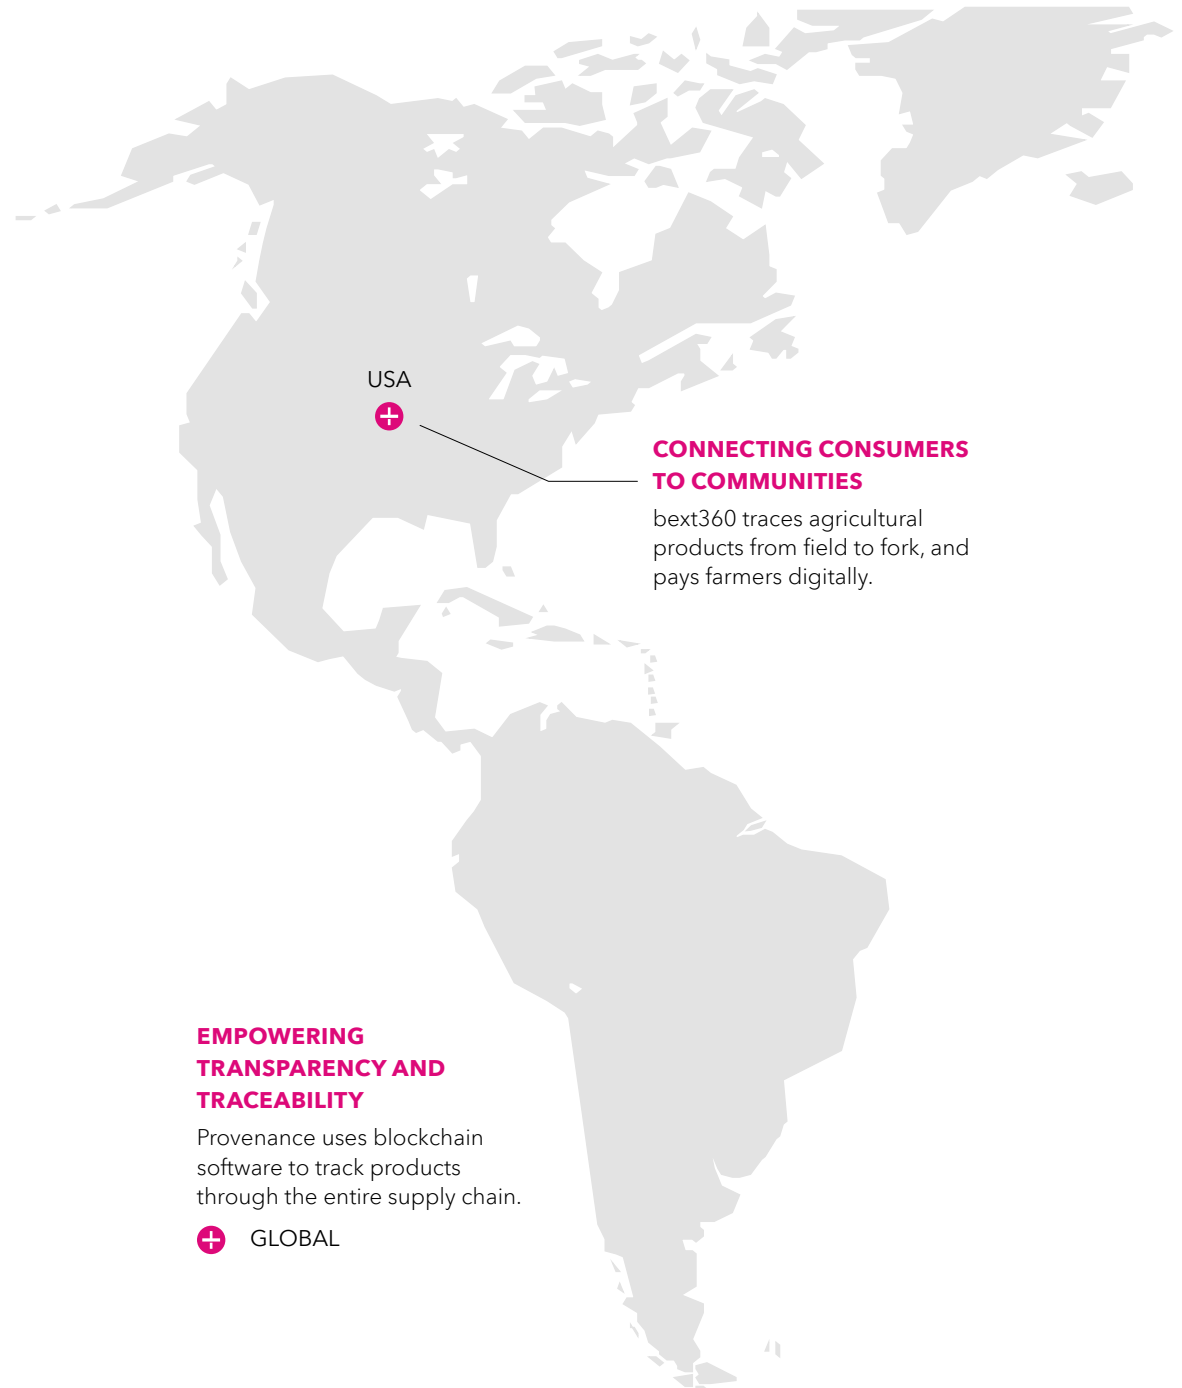 USA
CONNECTING CONSUMERS
TO COMMUNITIES
bext360 traces agricultural
products from field to fork, and
pays farmers digitally.
EMPOWERING
TRANSPARENCY AND
TRACEABILITY
Provenance uses blockchain
software to track products
through the entire supply chain.
GLOBAL